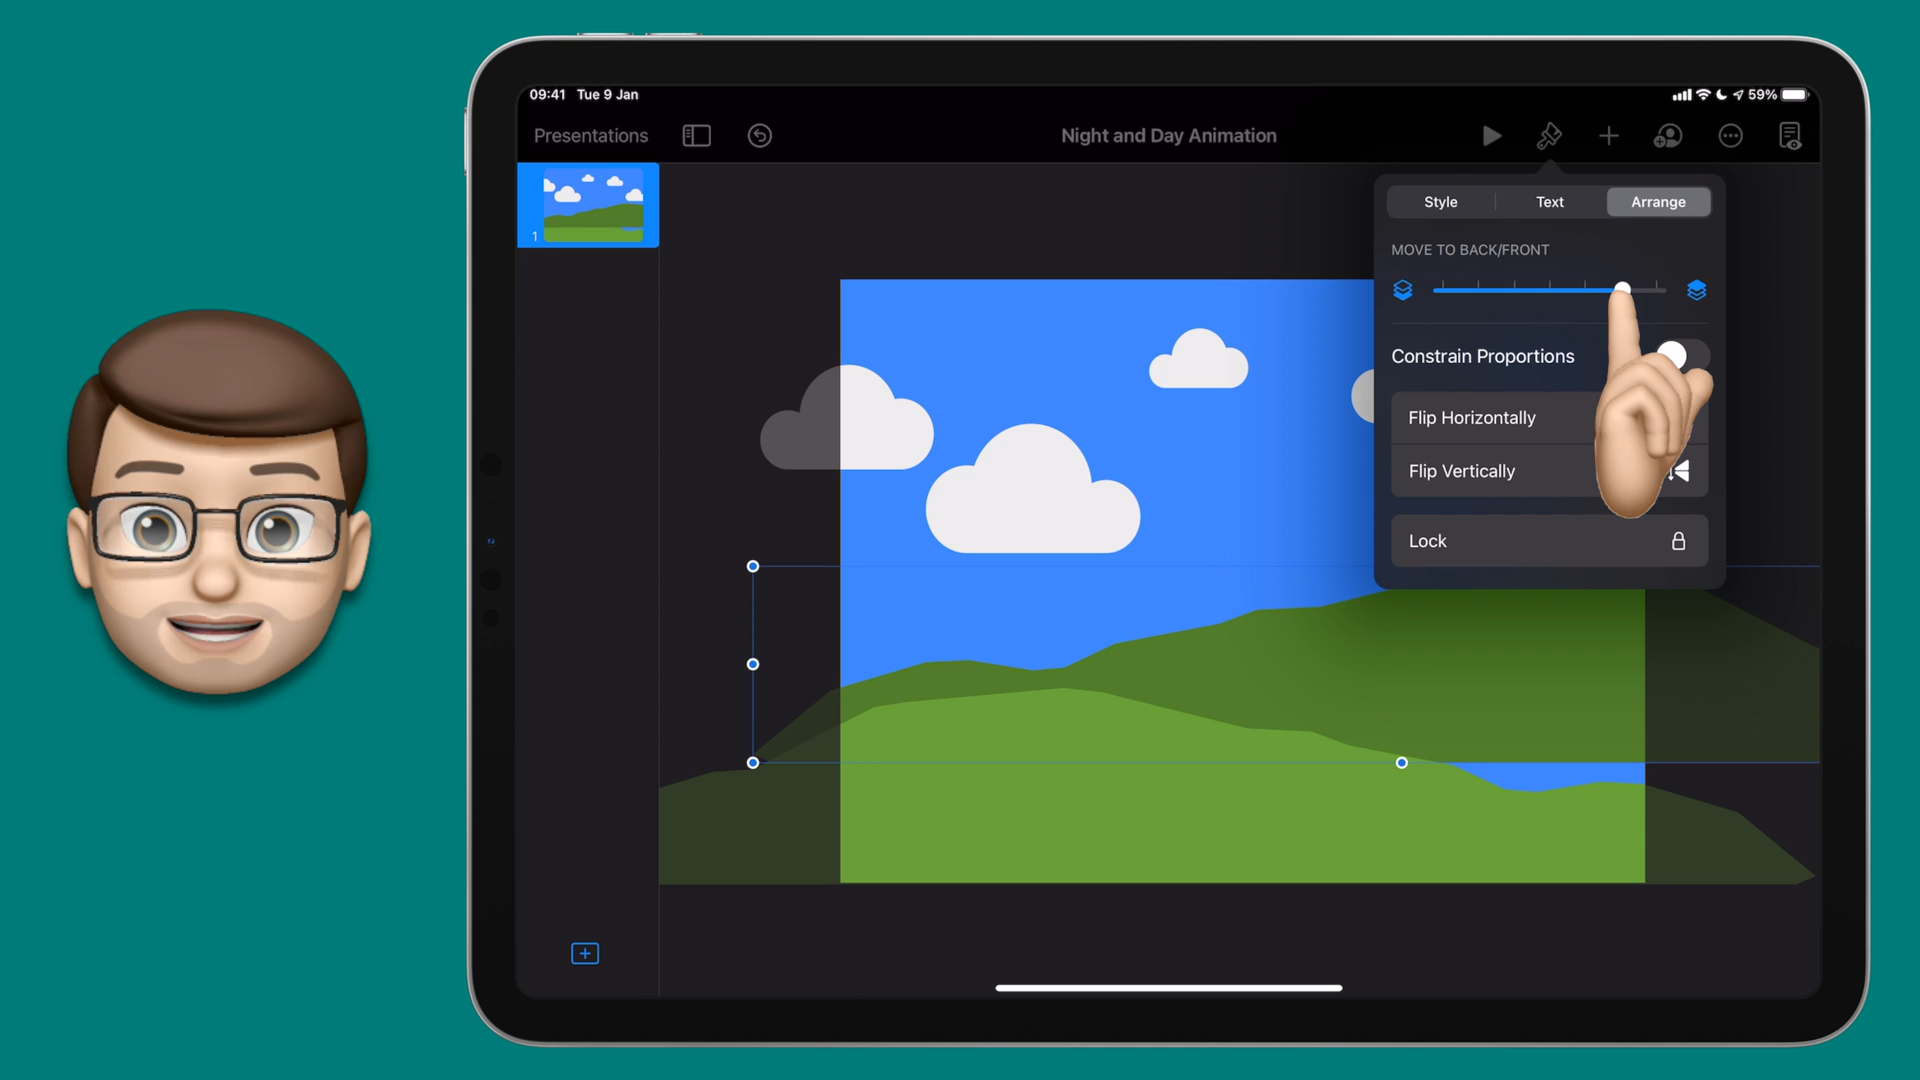 09:41 Tue 9 Jan
59%
Presentations
Night and Day Animation
1
Style Text Arrange
MOVE TO BACK/FRONT
Constrain Proportions
Flip Horizontally
Flip Vertically
Lock